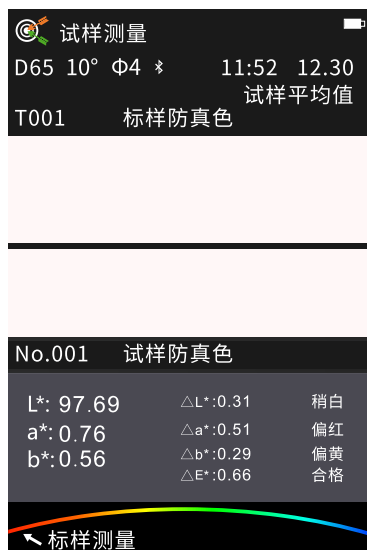 试样测量
D65 10° Φ4 11:52 12.30
试样平均值
T001 标样防真色
No.001 试样防真色
L*: 97.69 △L*:0.31 稍白
a*: 0.76 △a*:0.51 偏红
b*: 0.56 △b*:0.29 偏黄
△E*:0.66 合格
标样测量